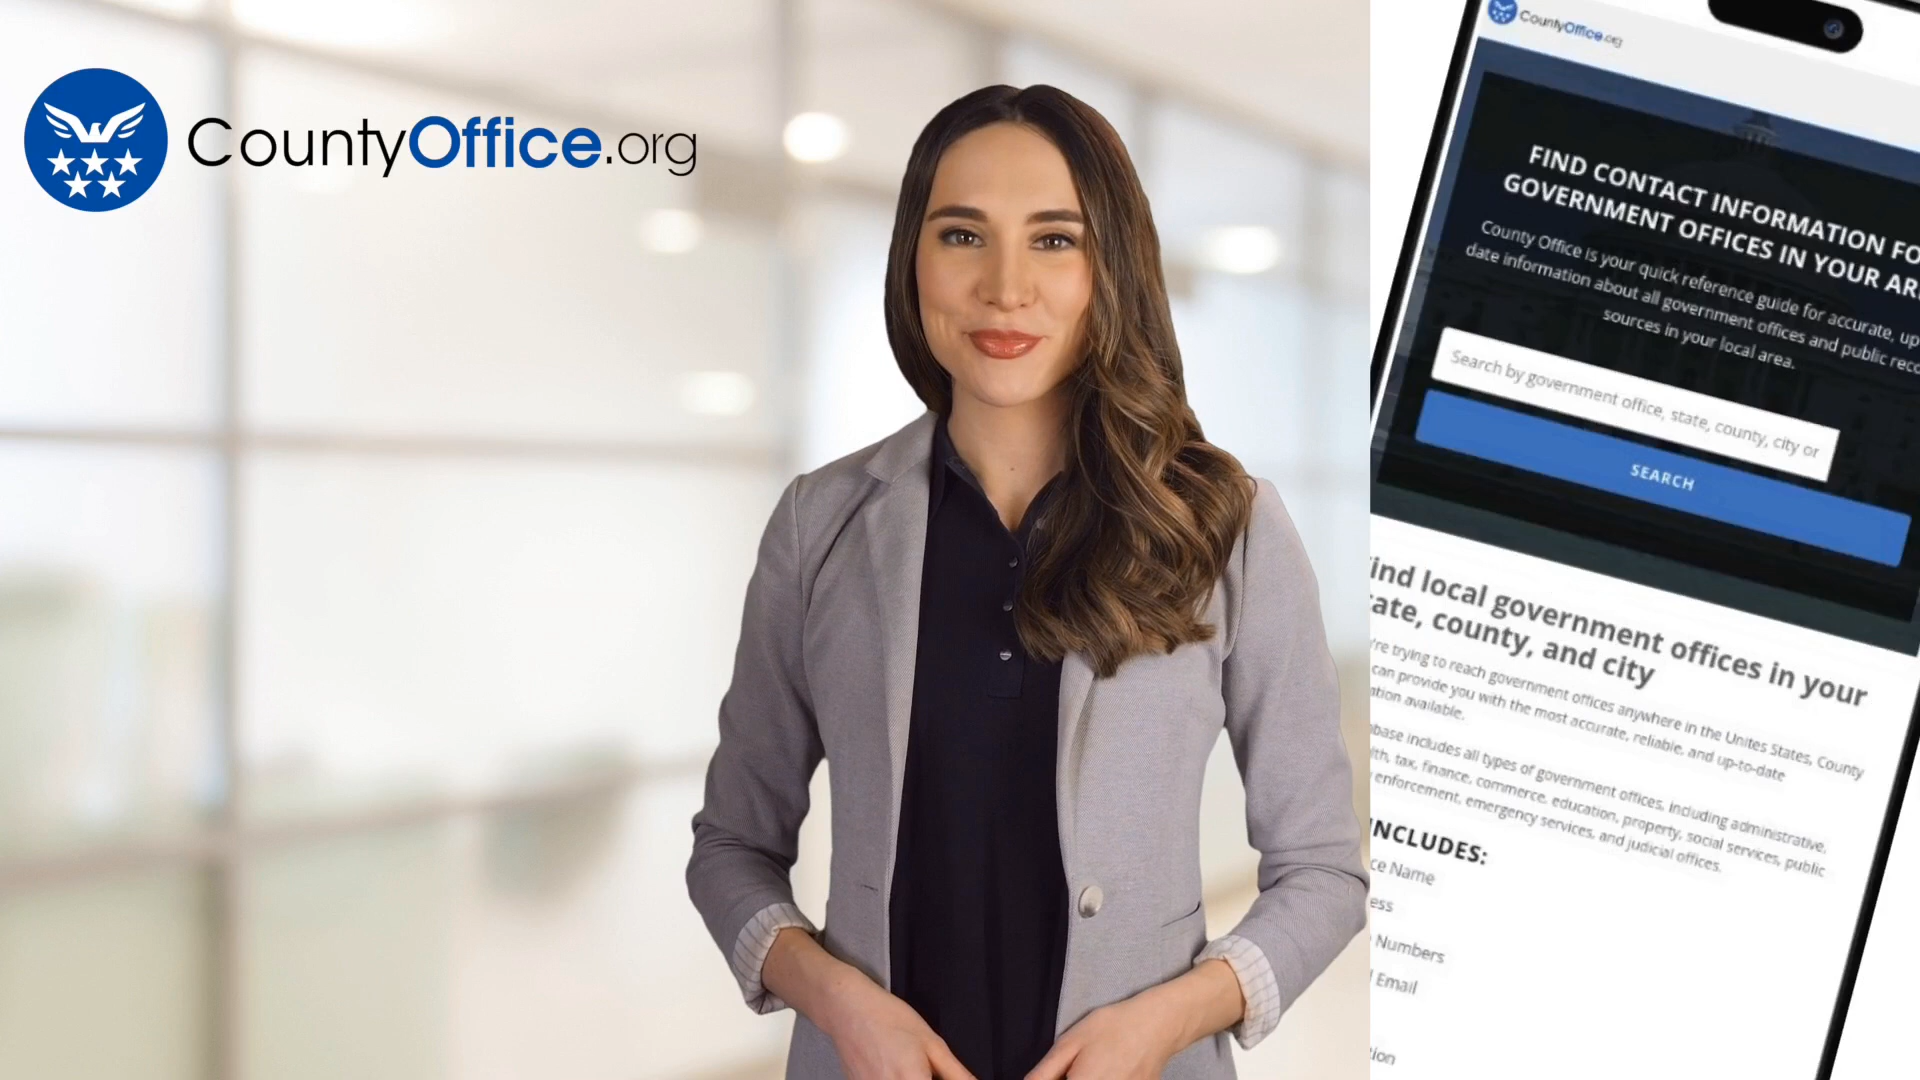 CountyOffice.org
CountyOffice.org
FIND CONTACT INFORMATION FO
GOVERNMENT OFFICES IN YOUR AR
County Office is your quick reference guide for accurate, up
date information about all government offices and public reco
sources in your local area.
Search by government office, state, county, city or
SEARCH
ind local government offices in your
ate, county, and city
're trying to reach government offices anywhere in the Unites States, County
can provide you with the most accurate, reliable, and up-to-date
ation available.
base includes all types of government offices, including administrative,
lth, tax, finance, commerce, education, property, social services, public
enforcement, emergency services, and judicial offices.
INCLUDES:
ce Name
ess
Numbers
Email
tion